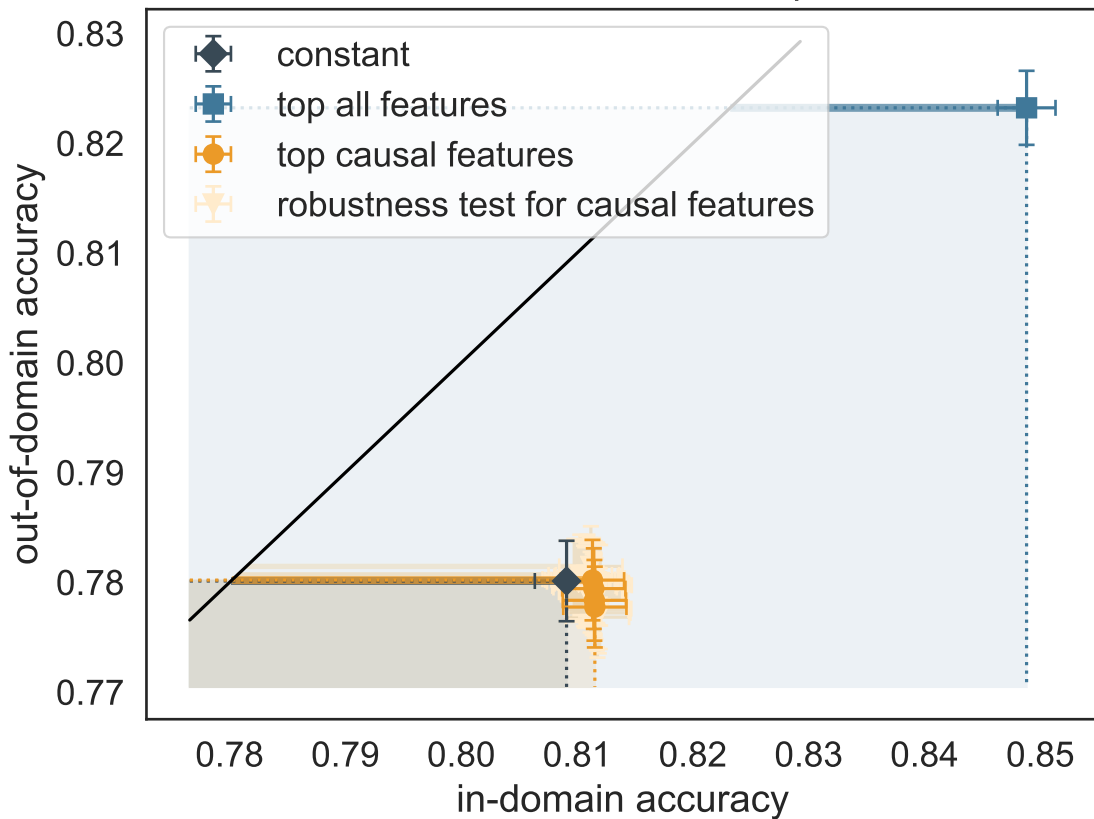 constant
top all features
top causal features
robustness test for causal features
out-of-domain accuracy
0.83
0.82
0.81
0.80
0.79
0.78
0.77
0.78 0.79 0.80 0.81 0.82 0.83 0.84 0.85
in-domain accuracy